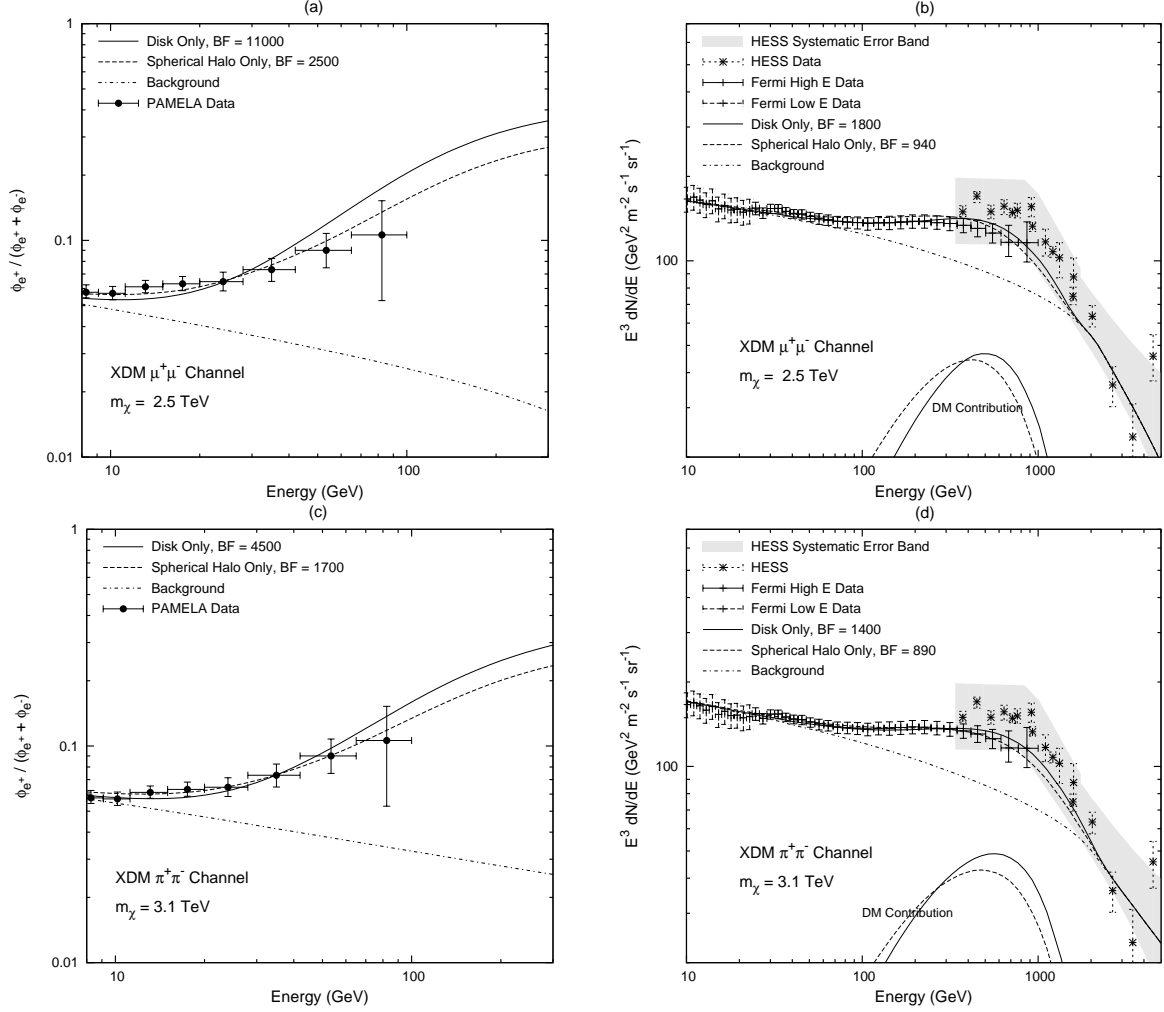 (a)
1
0.1
0.01
ϕe+ / (ϕe+ + ϕe-)
Disk Only, BF = 11000
Spherical Halo Only, BF = 2500
Background
PAMELA Data
XDM μ+μ- Channel
mχ = 2.5 TeV
10 100
Energy (GeV)
(b)
100
E3 dN/dE (GeV2 m-2 s-1 sr-1)
HESS Systematic Error Band
HESS Data
Fermi High E Data
Fermi Low E Data
Disk Only, BF = 1800
Spherical Halo Only, BF = 940
Background
XDM μ+μ- Channel
mχ = 2.5 TeV
DM Contribution
10 100 1000
Energy (GeV)
(c)
1
0.1
0.01
ϕe+ / (ϕe+ + ϕe-)
Disk Only, BF = 4500
Spherical Halo Only, BF = 1700
Background
PAMELA Data
XDM π+π- Channel
mχ = 3.1 TeV
10 100
Energy (GeV)
(d)
100
E3 dN/dE (GeV2 m-2 s-1 sr-1)
HESS Systematic Error Band
HESS
Fermi High E Data
Fermi Low E Data
Disk Only, BF = 1400
Spherical Halo Only, BF = 890
Background
XDM π+π- Channel
mχ = 3.1 TeV
DM Contribution
10 100 1000
Energy (GeV)